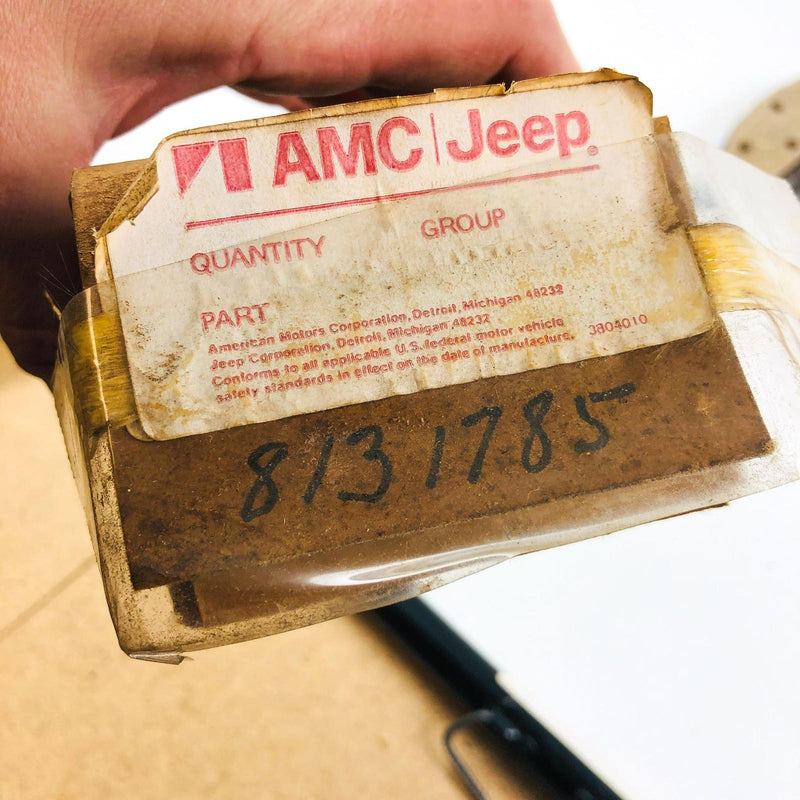 AMC | Jeep®
QUANTITY GROUP
PART
American Motors Corporation, Detroit, Michigan 48232
Jeep Corporation, Detroit, Michigan 48232
Conforms to all applicable U.S. federal motor vehicle 3804010
safety standards in effect on the date of manufacture.
8131785